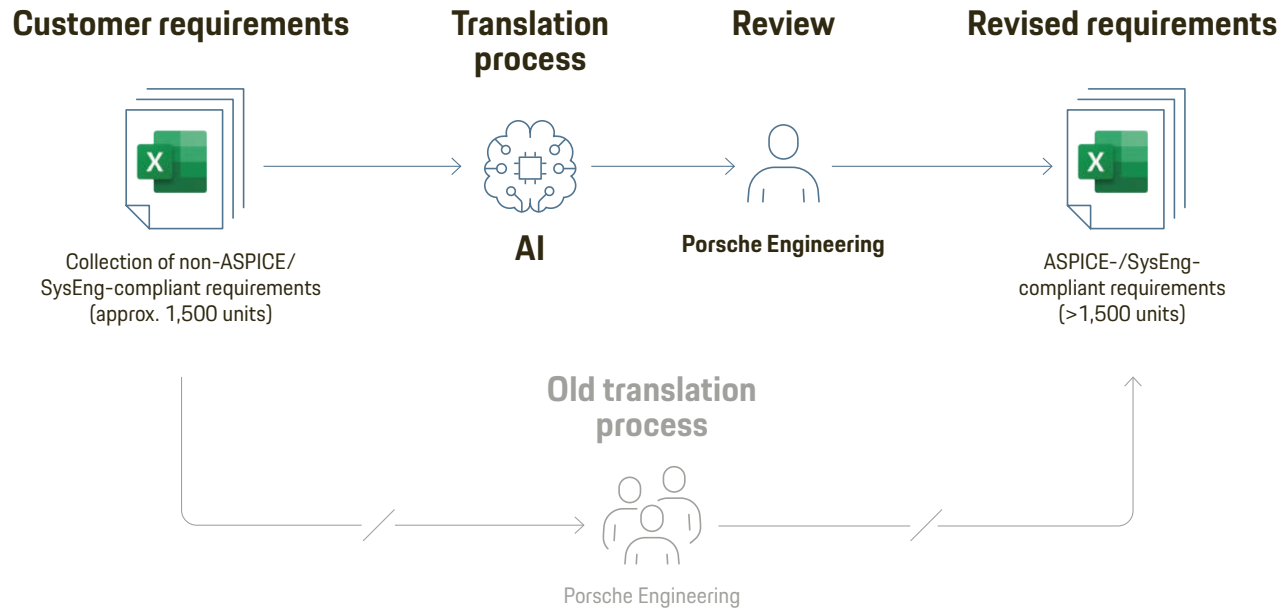 Customer requirements
Translation
process
Review
Revised requirements
X
X
AI
Porsche Engineering
Collection of non-ASPICE/
SysEng-compliant requirements
(approx. 1,500 units)
ASPICE-/SysEng-
compliant requirements
(>1,500 units)
Old translation
process
Porsche Engineering